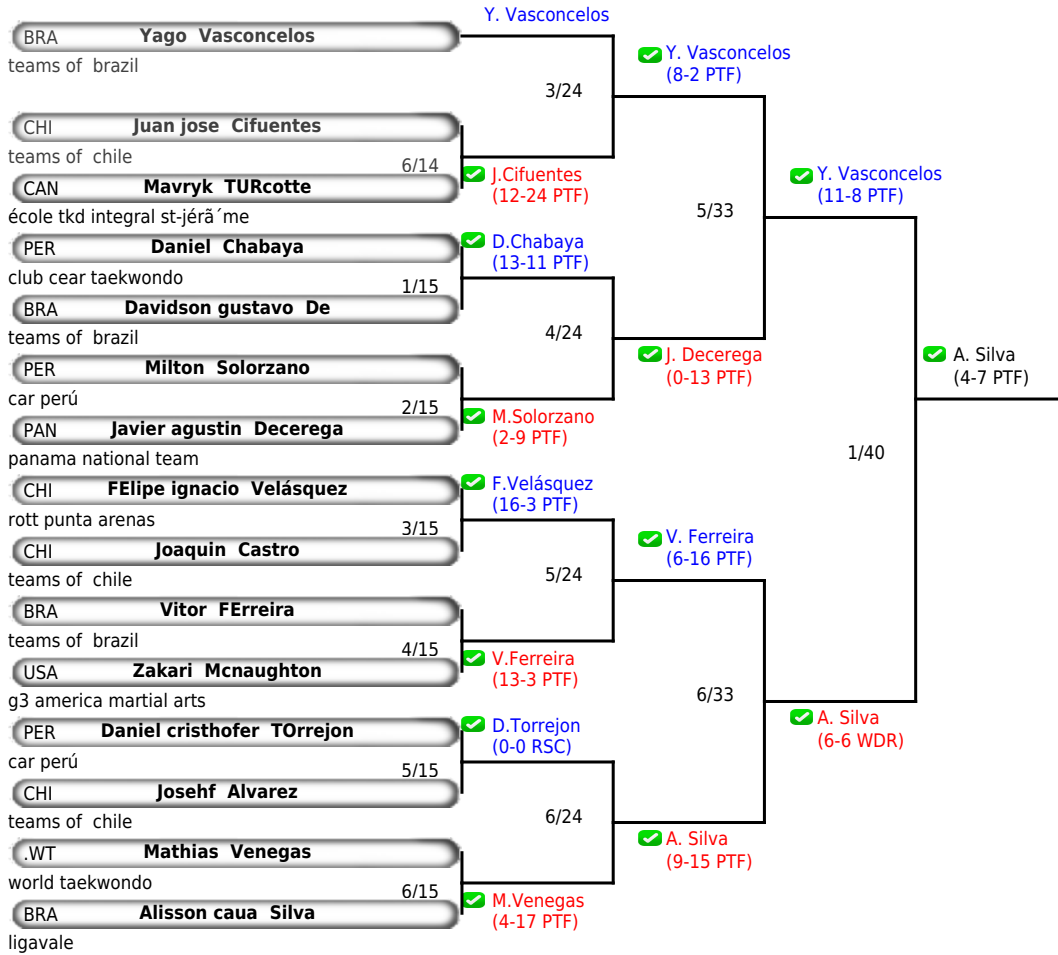 Y. Vasconcelos
BRA Yago Vasconcelos
teams of brazil
Y. Vasconcelos
(8-2 PTF)
3/24
CHI Juan jose Cifuentes
teams of chile
6/14
J.Cifuentes
(12-24 PTF)
CAN Mavryk TURcotte
école tkd integral st-jérã´me
Y. Vasconcelos
(11-8 PTF)
5/33
PER Daniel Chabaya
club cear taekwondo
D.Chabaya
(13-11 PTF)
1/15
BRA Davidson gustavo De
teams of brazil
4/24
J. Decerega
(0-13 PTF)
PER Milton Solorzano
car perú
2/15
M.Solorzano
(2-9 PTF)
PAN Javier agustin Decerega
panama national team
A. Silva
(4-7 PTF)
1/40
CHI FElipe ignacio Velásquez
rott punta arenas
F.Velásquez
(16-3 PTF)
3/15
CHI Joaquin Castro
teams of chile
5/24
V. Ferreira
(6-16 PTF)
BRA Vitor FErreira
teams of brazil
4/15
V.Ferreira
(13-3 PTF)
USA Zakari Mcnaughton
g3 america martial arts
6/33
A. Silva
(6-6 WDR)
PER Daniel cristhofer TOrrejon
car perú
D.Torrejon
(0-0 RSC)
5/15
CHI Josehf Alvarez
teams of chile
6/24
A. Silva
(9-15 PTF)
.WT Mathias Venegas
world taekwondo
6/15
M.Venegas
(4-17 PTF)
BRA Alisson caua Silva
ligavale